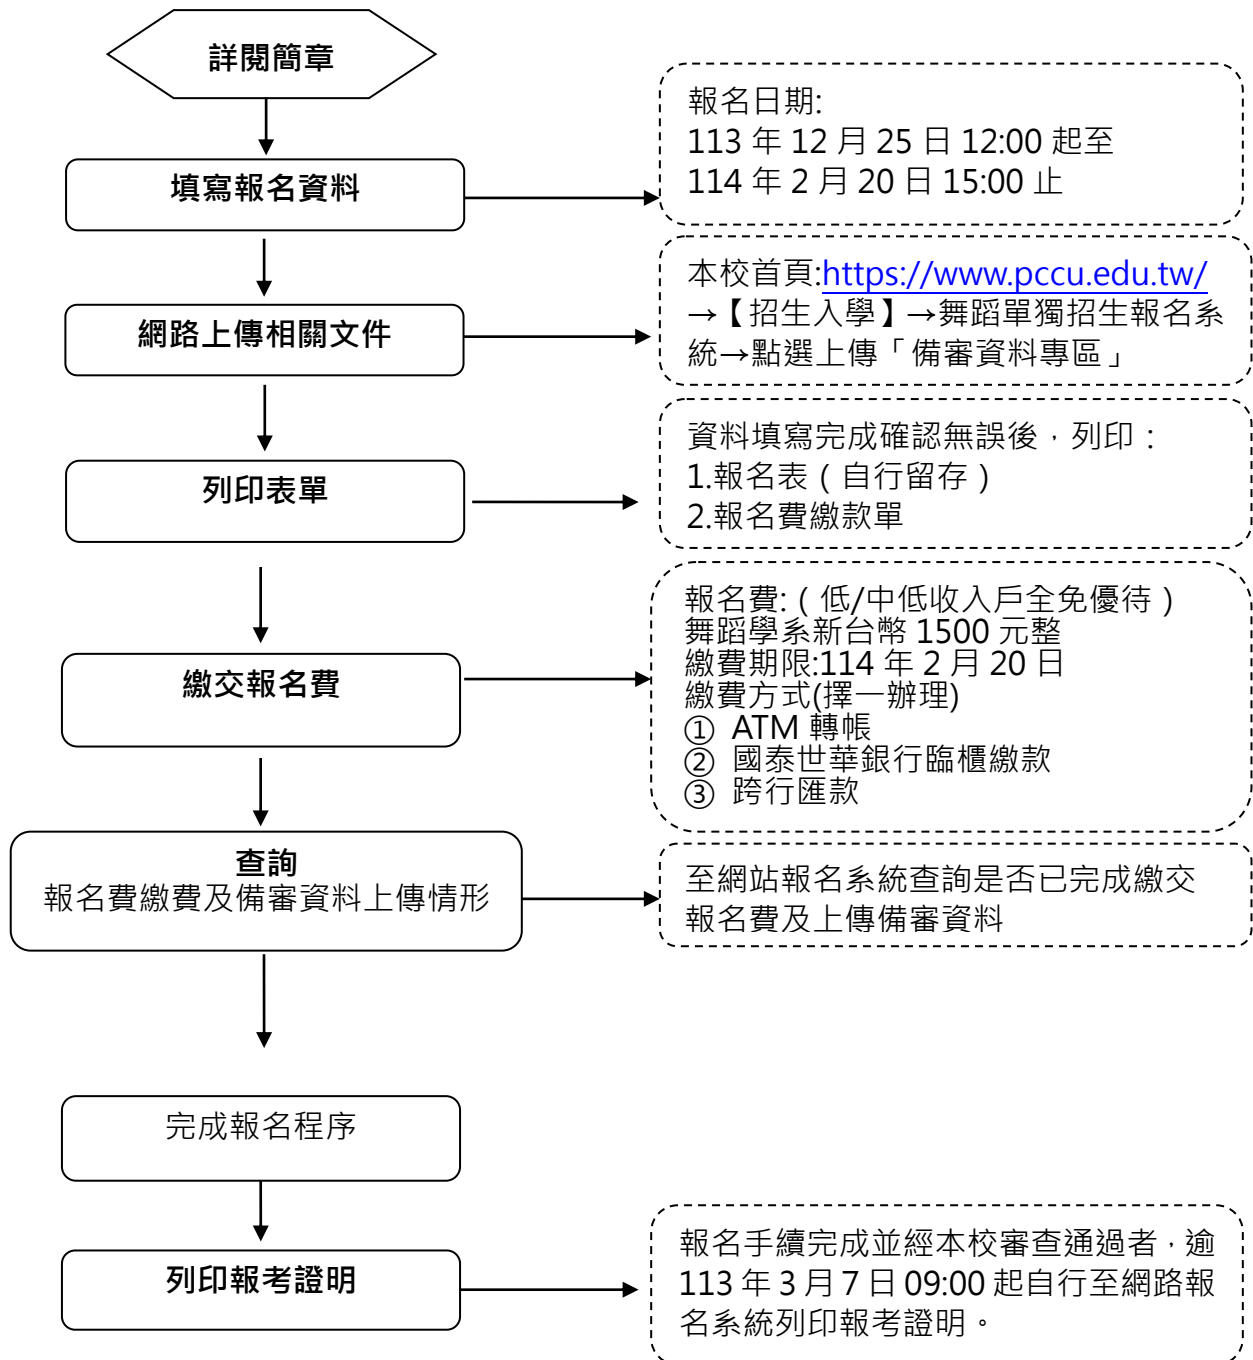 詳閱簡章
填寫報名資料
報名日期:
113 年 12 月 25 日 12:00 起至
114 年 2 月 20 日 15:00 止
網路上傳相關文件
本校首頁:https://www.pccu.edu.tw/
→【招生入學】→舞蹈單獨招生報名系
統→點選上傳「備審資料專區」
列印表單
資料填寫完成確認無誤後，列印：
1.報名表（自行留存）
2.報名費繳款單
繳交報名費
報名費:（低/中低收入戶全免優待）
舞蹈學系新台幣 1500 元整
繳費期限:114 年 2 月 20 日
繳費方式(擇一辦理)
① ATM 轉帳
② 國泰世華銀行臨櫃繳款
③ 跨行匯款
查詢
報名費繳費及備審資料上傳情形
至網站報名系統查詢是否已完成繳交
報名費及上傳備審資料
完成報名程序
列印報考證明
報名手續完成並經本校審查通過者，逾
113 年 3 月 7 日 09:00 起自行至網路報
名系統列印報考證明。